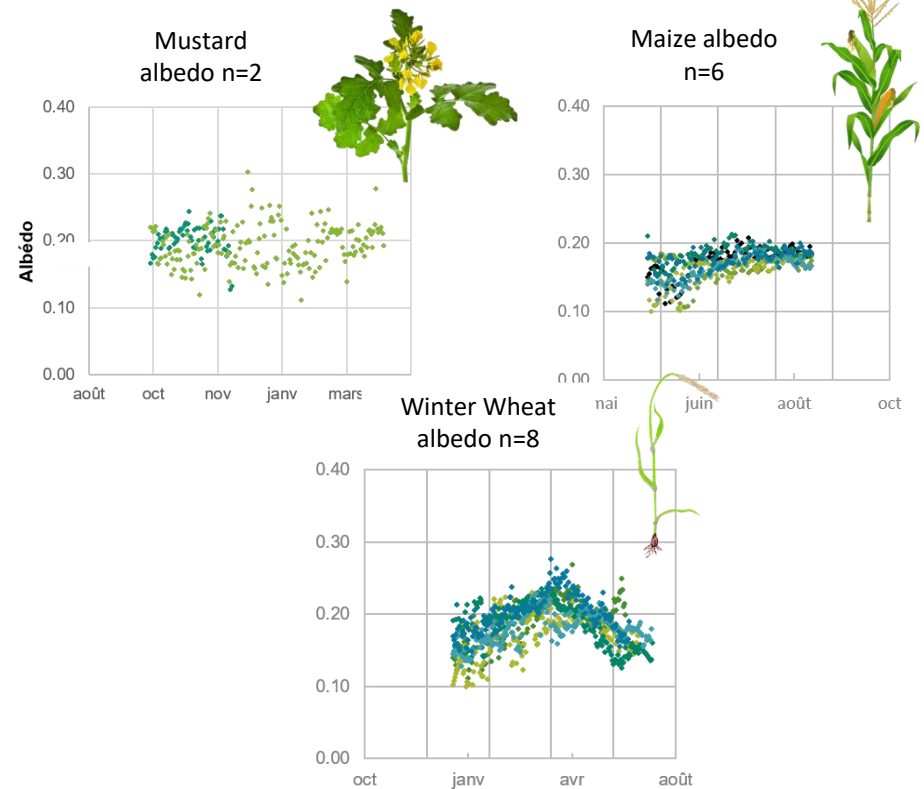 Mustard
albedo n=2
0.40
0.30
0.20
0.10
0.00
Albédo
août oct nov janv mars
Maize albedo
n=6
0.40
0.30
0.20
0.10
0.00
mai juin août oct
Winter Wheat
albedo n=8
0.40
0.30
0.20
0.10
0.00
oct janv avr août